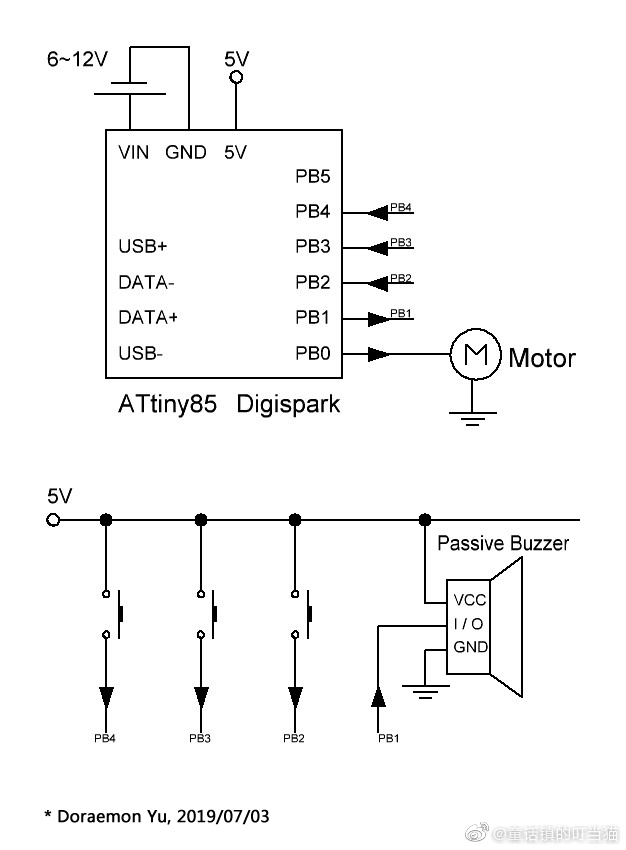 6~12V
5V
VIN GND 5V
PB5
PB4 PB4
USB+ PB3 PB3
DATA- PB2 PB2
DATA+ PB1 PB1
USB- PB0 M Motor
ATtiny85 Digispark
5V
Passive Buzzer
VCC
I / O
GND
PB4 PB3 PB2 PB1
* Doraemon Yu, 2019/07/03
@童话镇的叮当猫